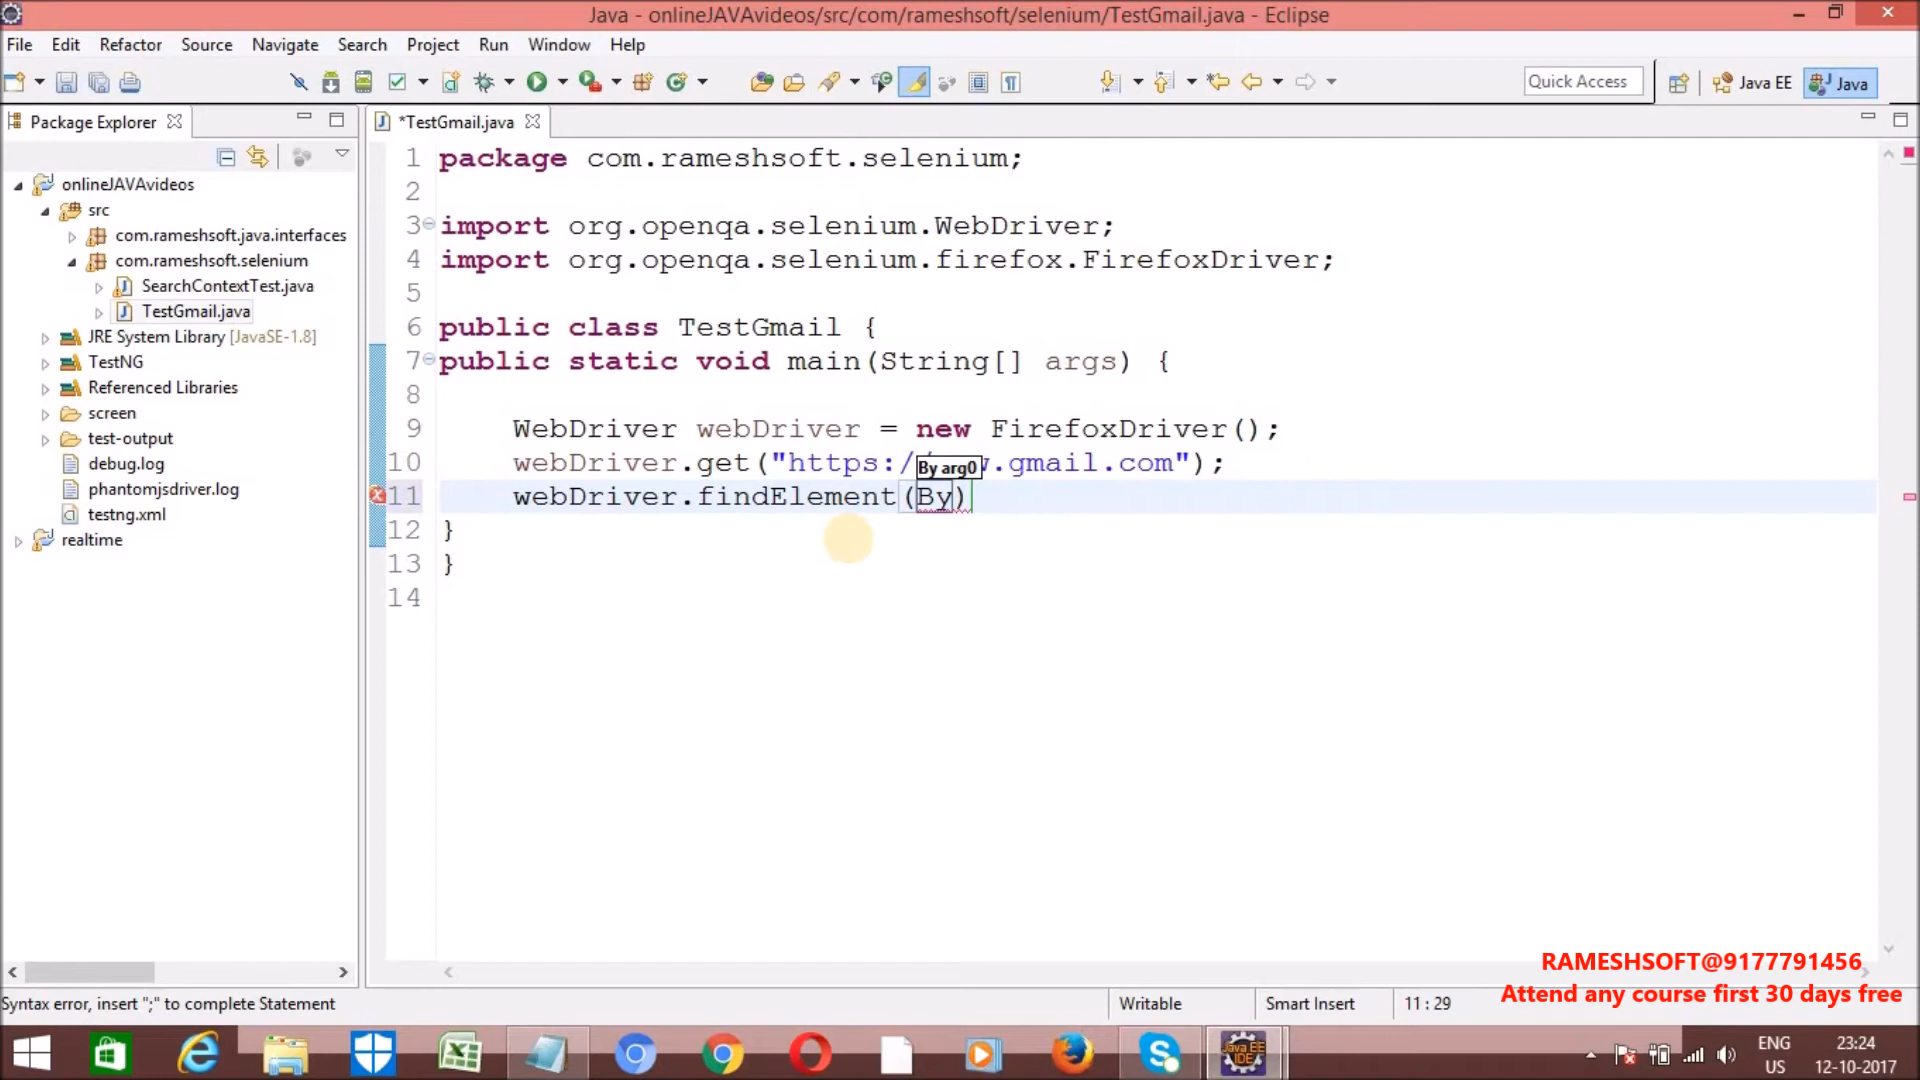 Java - onlineJAVAvideos/src/com/rameshsoft/selenium/TestGmail.java - Eclipse
File Edit Refactor Source Navigate Search Project Run Window Help
Quick Access
Java EE
Java
Package Explorer
*TestGmail.java
onlineJAVAvideos
src
com.rameshsoft.java.interfaces
com.rameshsoft.selenium
SearchContextTest.java
TestGmail.java
JRE System Library [JavaSE-1.8]
TestNG
Referenced Libraries
screen
test-output
debug.log
phantomjsdriver.log
testng.xml
realtime
1 package com.rameshsoft.selenium;
2
3 import org.openqa.selenium.WebDriver;
4 import org.openqa.selenium.firefox.FirefoxDriver;
5
6 public class TestGmail {
7 public static void main(String[] args) {
8
9 WebDriver webDriver = new FirefoxDriver();
10 webDriver.get("https:/ .gmail.com");
By arg0
11 webDriver.findElement(By)
12 }
13 }
14
RAMESHSOFT@9177791456
Attend any course first 30 days free
Syntax error, insert ";" to complete Statement
Writable
Smart Insert
11 : 29
Java EE
IDE
ENG
US
23:24
12-10-2017